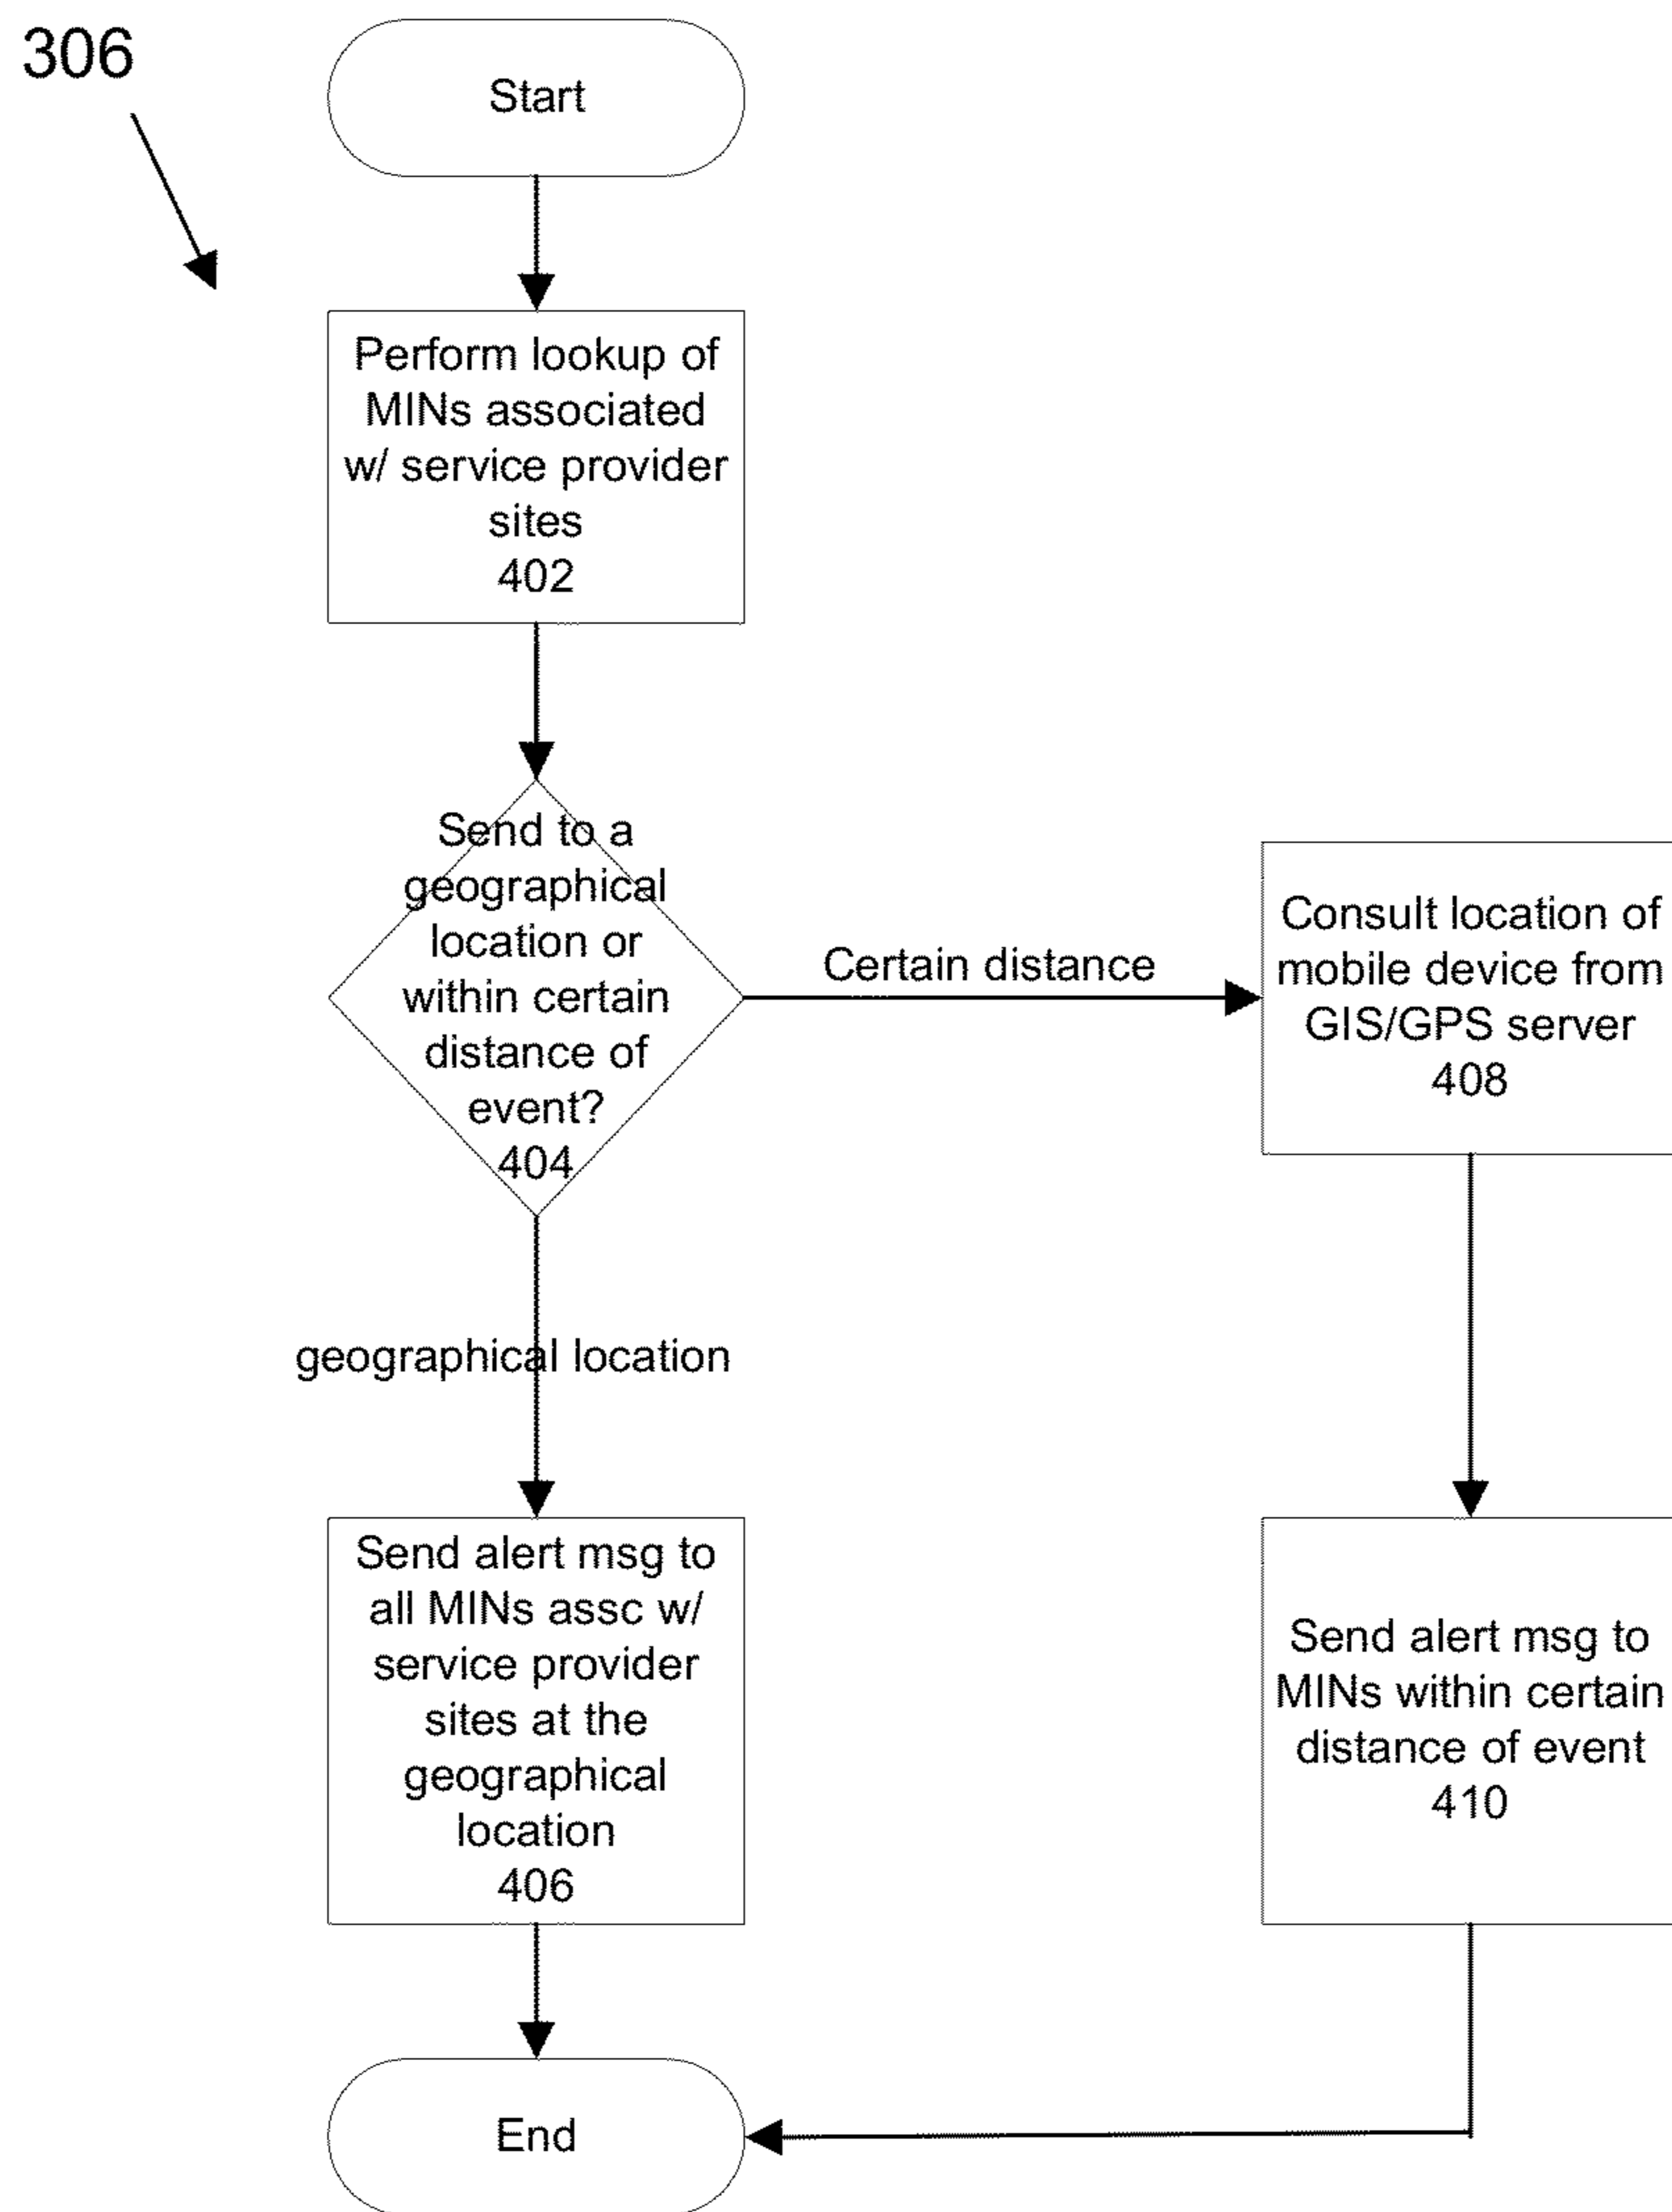 306
Start
Perform lookup of
MINs associated
w/ service provider
sites
402
Send to a
geographical
location or
within certain
distance of
event?
404
Certain distance
Consult location of
mobile device from
GIS/GPS server
408
geographical location
Send alert msg to
all MINs assc w/
service provider
sites at the
geographical
location
406
Send alert msg to
MINs within certain
distance of event
410
End